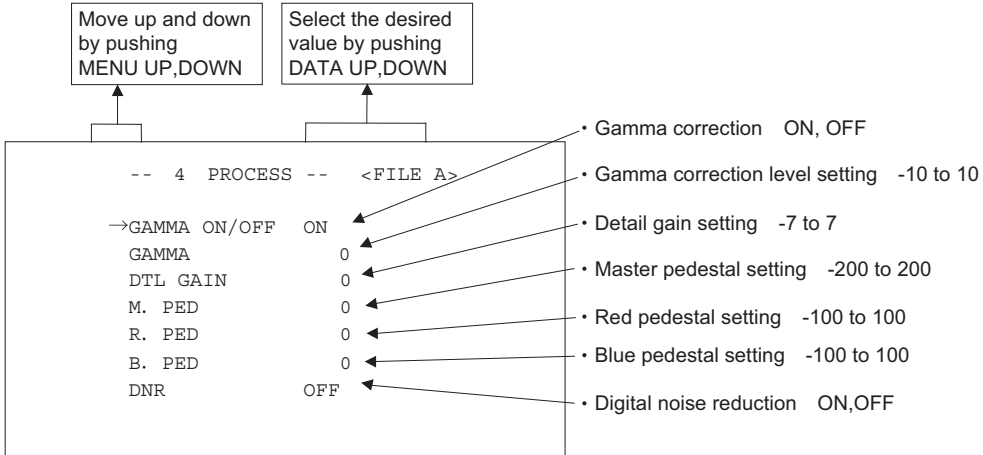 Move up and down
by pushing
MENU UP,DOWN
Select the desired
value by pushing
DATA UP,DOWN
-- 4 PROCESS -- <FILE A>
→GAMMA ON/OFF ON
GAMMA 0
DTL GAIN 0
M. PED 0
R. PED 0
B. PED 0
DNR OFF
・Gamma correction ON, OFF
・Gamma correction level setting -10 to 10
・Detail gain setting -7 to 7
・Master pedestal setting -200 to 200
・Red pedestal setting -100 to 100
・Blue pedestal setting -100 to 100
・Digital noise reduction ON,OFF